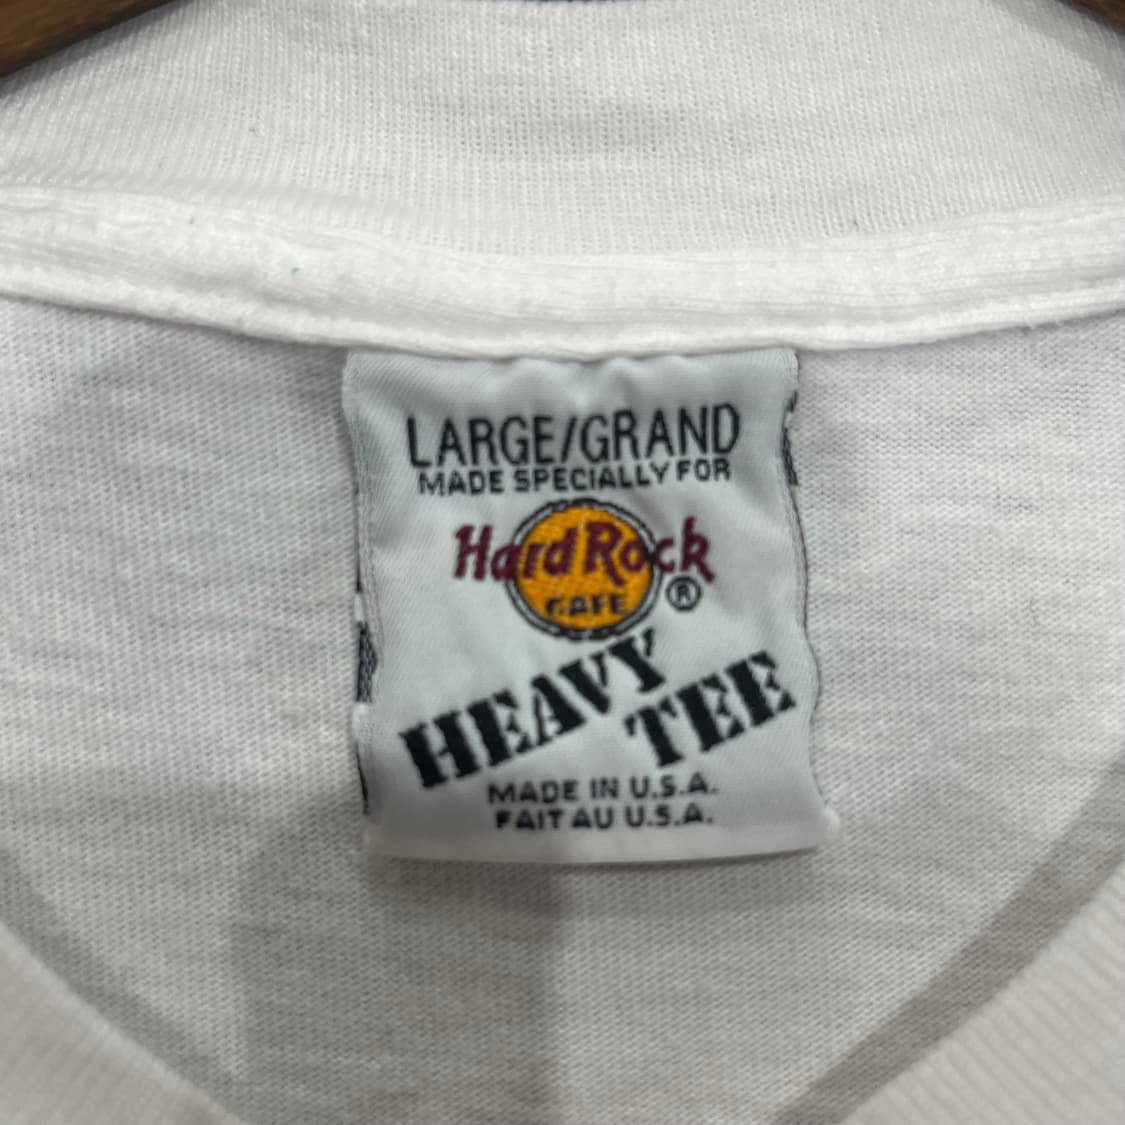 LARGE/GRAND
MADE SPECIALLY FOR
Hard Rock
CAFE
®
HEAVY
TEE
MADE IN U.S.A.
FAIT AU U.S.A.